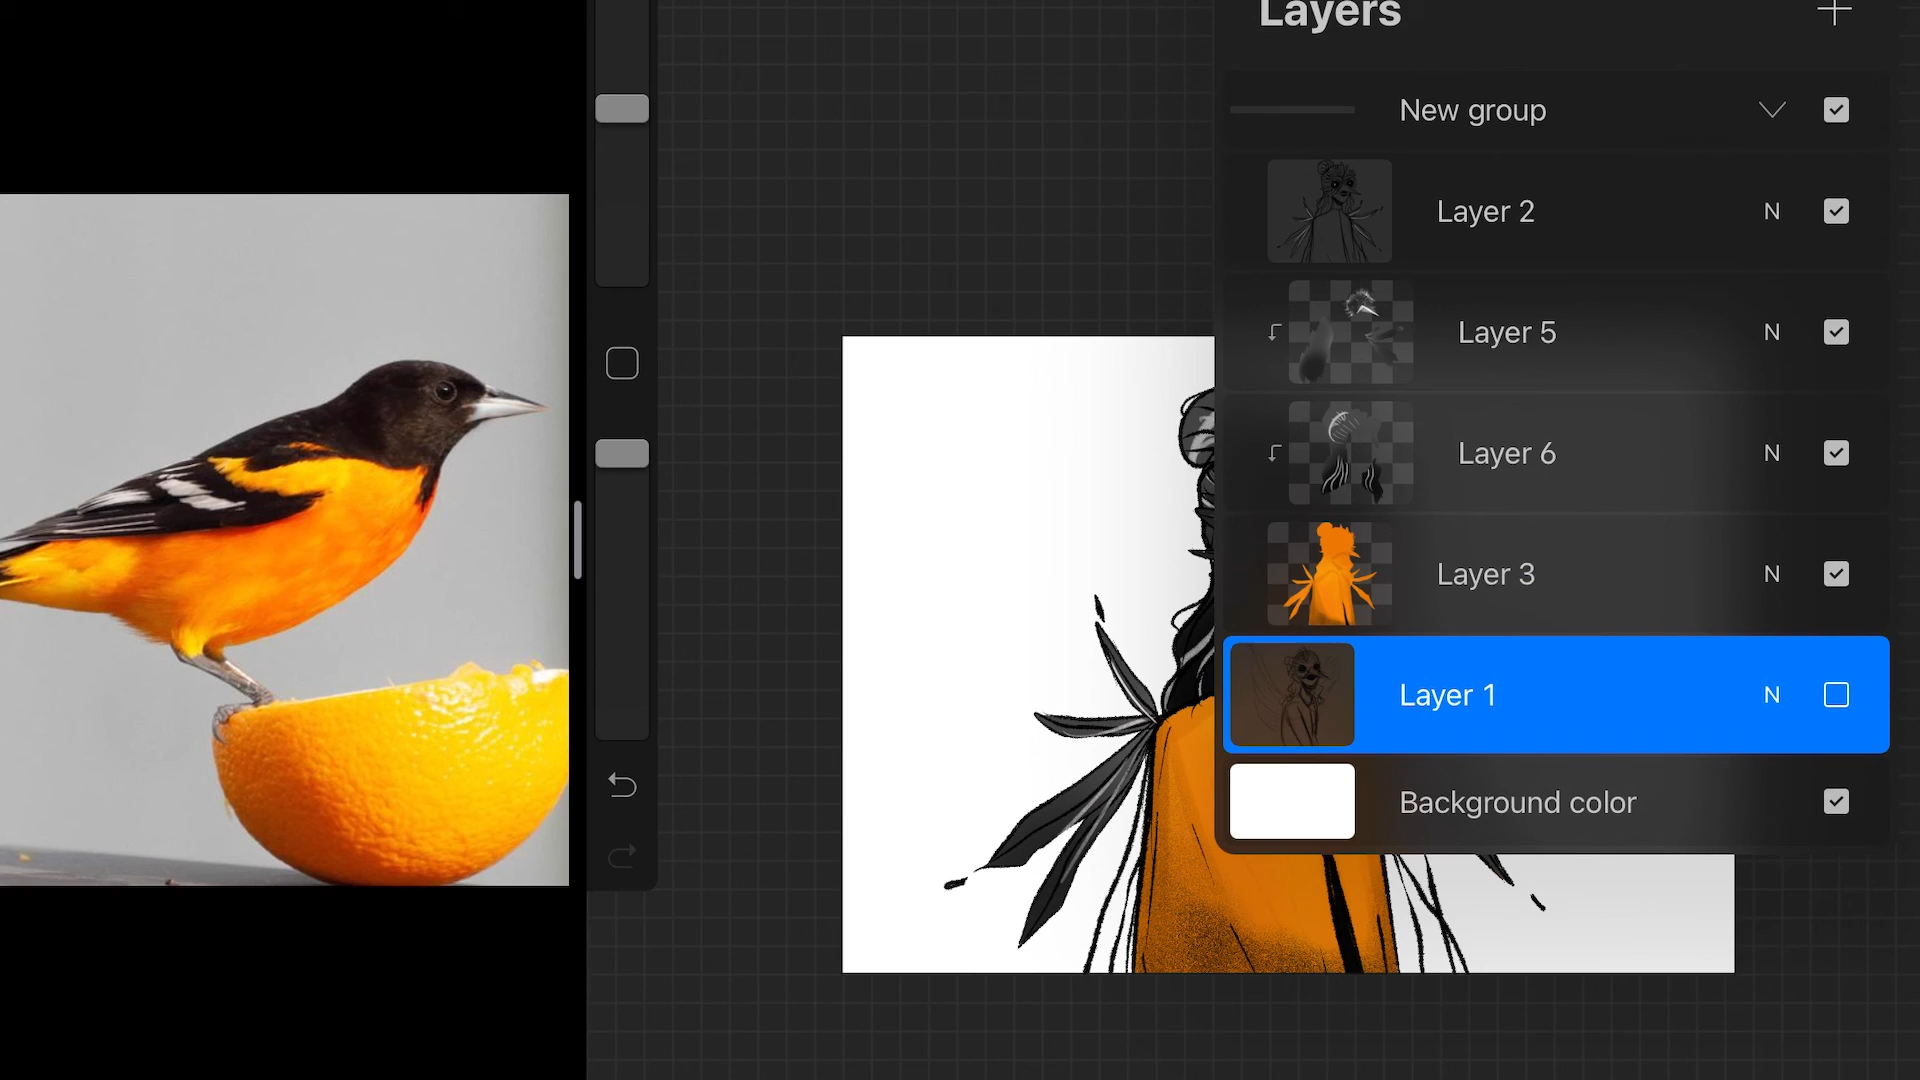 Layers
New group
Layer 2 N
Layer 5 N
Layer 6 N
Layer 3 N
Layer 1 N
Background color